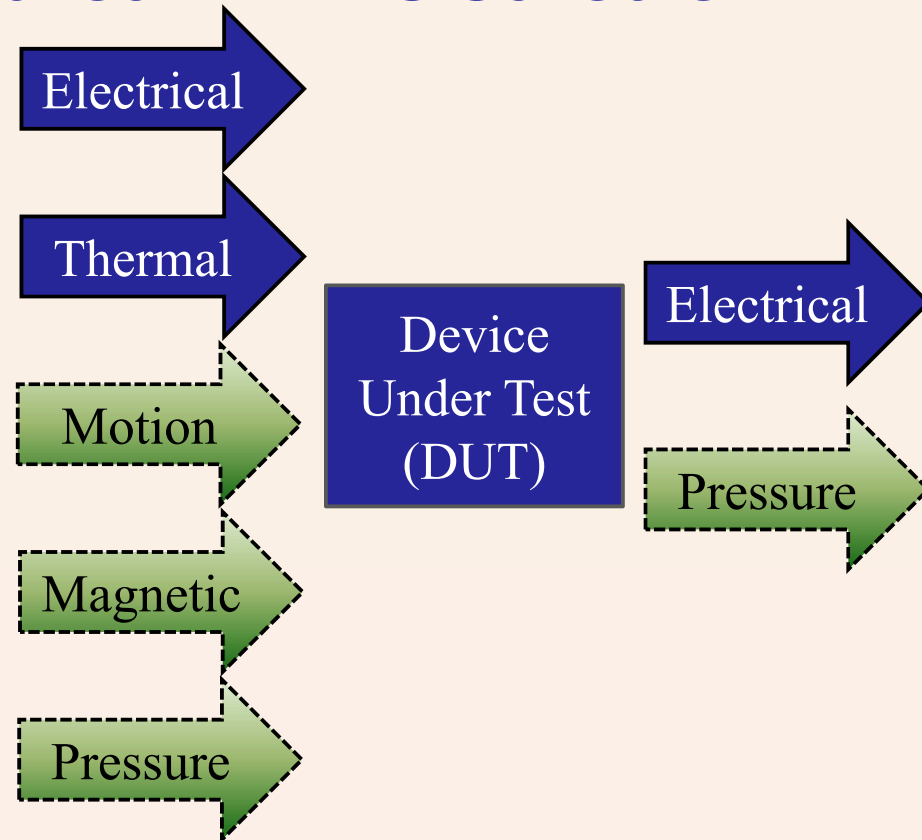 Electrical
Thermal
Motion
Magnetic
Pressure
Device
Under Test
(DUT)
Electrical
Pressure